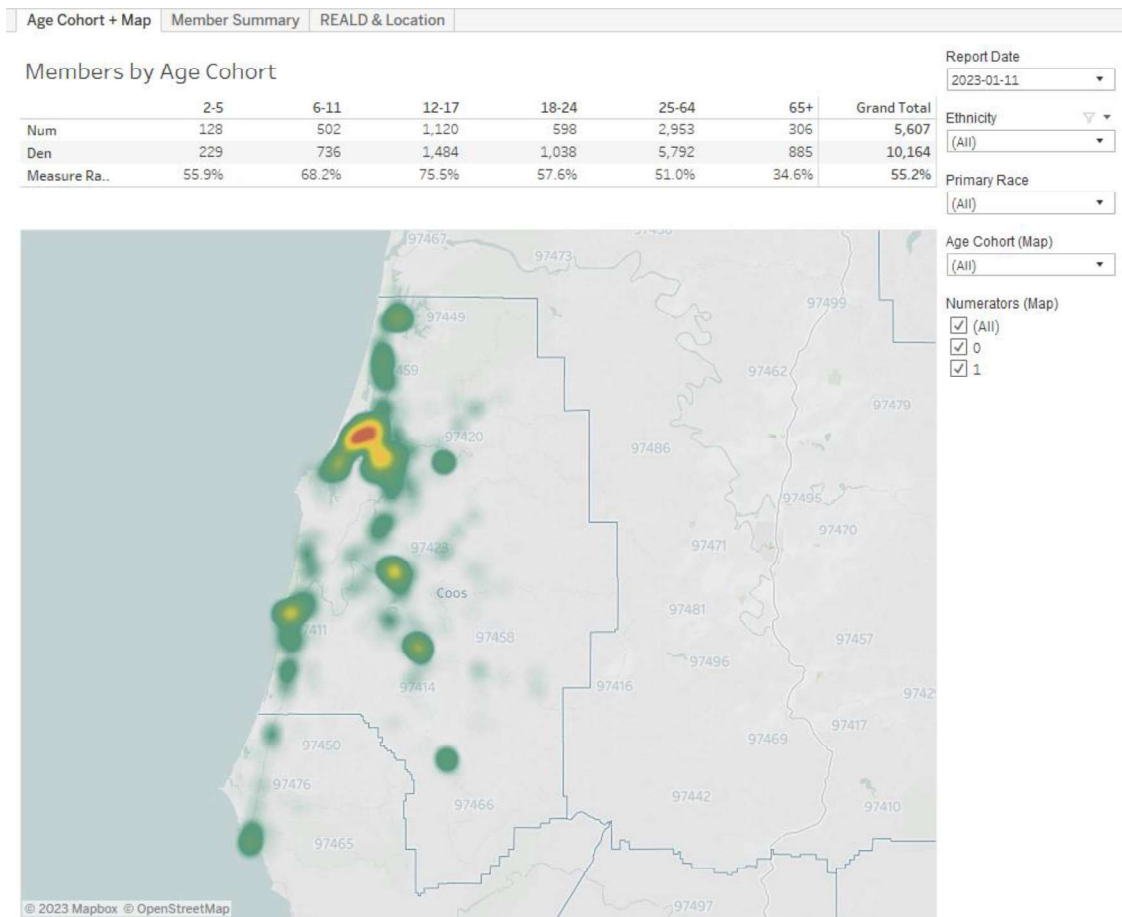 Age Cohort + Map Member Summary REALD & Location
Members by Age Cohort
2-5 6-11 12-17 18-24 25-64 65+ Grand Total
Num 128 502 1,120 598 2,953 306 5,607
Den 229 736 1,484 1,038 5,792 885 10,164
Measure Ra.. 55.9% 68.2% 75.5% 57.6% 51.0% 34.6% 55.2%
Report Date
2023-01-11
Ethnicity
(All)
Primary Race
(All)
Age Cohort (Map)
(All)
Numerators (Map)
(All)
0
1
97467
97473
97499
97449
459
97462
97479
97420
97486
97495
97470
97471
97423
Coos
97481
97411
97458
97457
97496
97414
97416
9742
97417
97450
97469
97476
97442
97466
97410
97465
97497
© 2023 Mapbox © OpenStreetMap